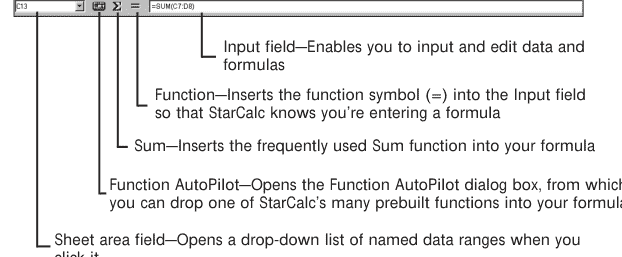 C13 Σ = =SUM(C7:D8)
Input field—Enables you to input and edit data and
formulas
Function—Inserts the function symbol (=) into the Input field
so that StarCalc knows you're entering a formula
Sum—Inserts the frequently used Sum function into your formula
Function AutoPilot—Opens the Function AutoPilot dialog box, from which
you can drop one of StarCalc's many prebuilt functions into your formula
Sheet area field—Opens a drop-down list of named data ranges when you
click it